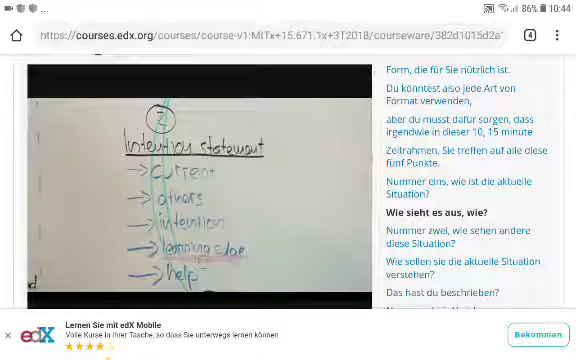 81% 10:44
https://courses.edx.org/courses/course-v1:MITx+15.671.1x+3T2018/courseware/382d1015d2a
4
2
Intention statement
→ current
→ others
→ intention
→ learning edge
→ help
Form, die für Sie nützlich ist.
Du könntest also jede Art von
Format verwenden,
aber du musst dafür sorgen, dass
irgendwie in dieser 10, 15 minute
Zeitrahmen, Sie treffen auf alle diese
fünf Punkte.
Nummer eins, wie ist die aktuelle
Situation?
Wie sieht es aus, wie?
Nummer zwei, wie sehen andere
diese Situation?
Wie sollen sie die aktuelle Situation
verstehen?
Das hast du beschrieben?
edX
Lernen Sie mit edX Mobile
Volle Kurse in Ihrer Tasche, so dass Sie unterwegs lernen können
Bekommen